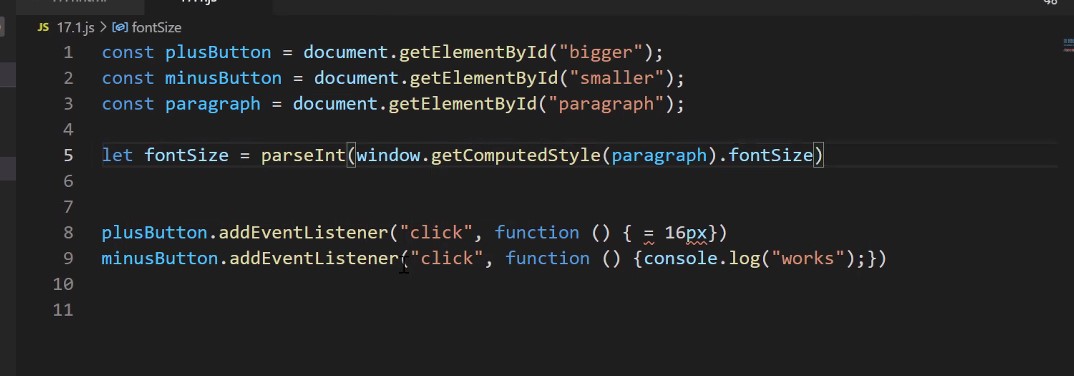 JS 17.1.js > fontSize
1 const plusButton = document.getElementById("bigger");
2 const minusButton = document.getElementById("smaller");
3 const paragraph = document.getElementById("paragraph");
4
5 let fontSize = parseInt(window.getComputedStyle(paragraph).fontSize)
6
7
8 plusButton.addEventListener("click", function () { = 16px})
9 minusButton.addEventListener("click", function () {console.log("works");})
10
11